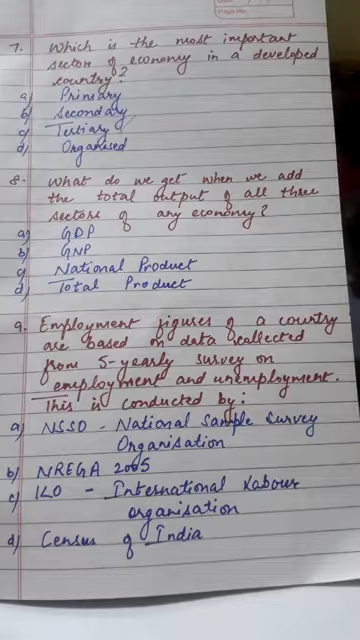 7. Which is the most important
sector of economy in a developed
country?
a) Primary
b) Secondary
c) Tertiary
d) Organised
8. What do we get when we add
the total output of all three
sectors of any economy?
a) GDP
b) GNP
c) National Product
d) Total Product
9. Employment figures of a country
are based on data collected
from 5-yearly survey on
employment and unemployment.
This is conducted by:
a) NSSO - National Sample Survey
Organisation
b) NREGA 2005
c) ILO - International Labour
organisation
d) Census of India